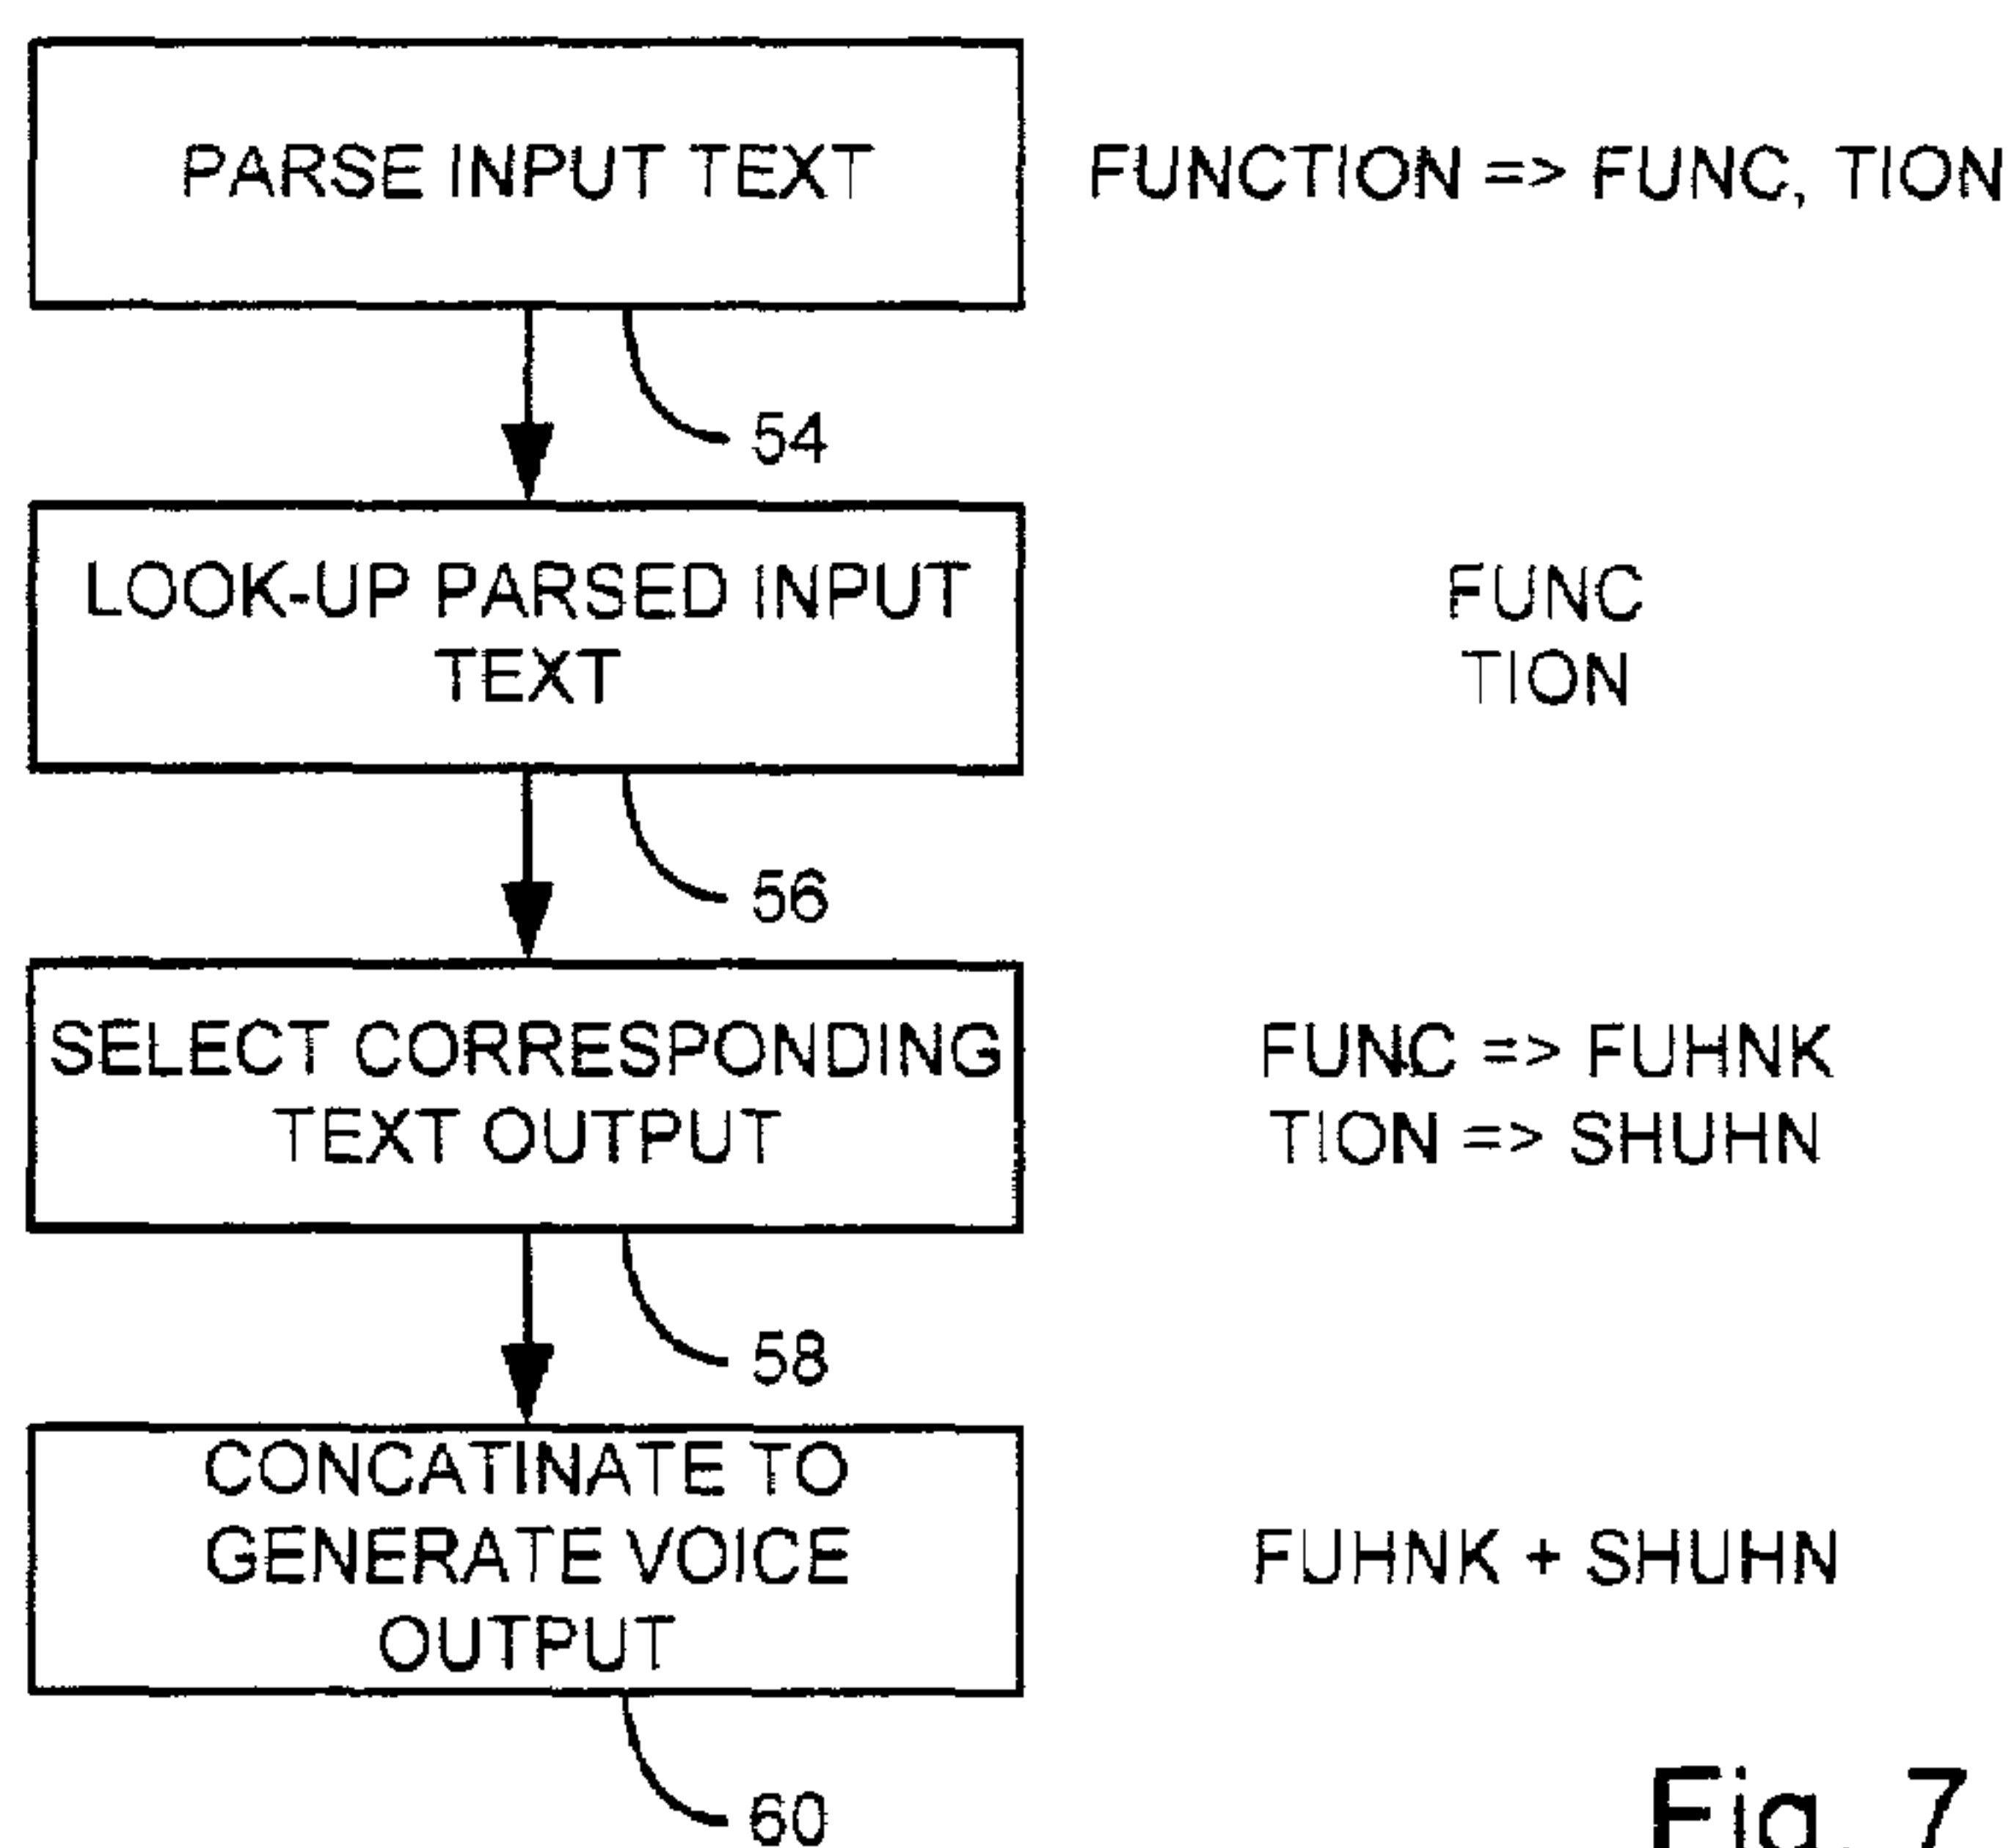 PARSE INPUT TEXT
FUNCTION => FUNC, TION
54
LOOK-UP PARSED INPUT
TEXT
FUNC
TION
56
SELECT CORRESPONDING
TEXT OUTPUT
FUNC => FUHNK
TION => SHUHN
58
CONCATINATE TO
GENERATE VOICE
OUTPUT
FUHNK + SHUHN
60
Fig. 7